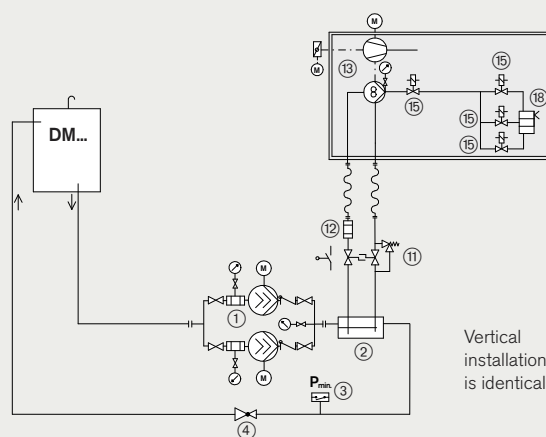 M
M
13
15
15
18
15
15
8
DM...
12
11
M
1
2
M
Vertical
installation
is identical
Pmin.
3
4